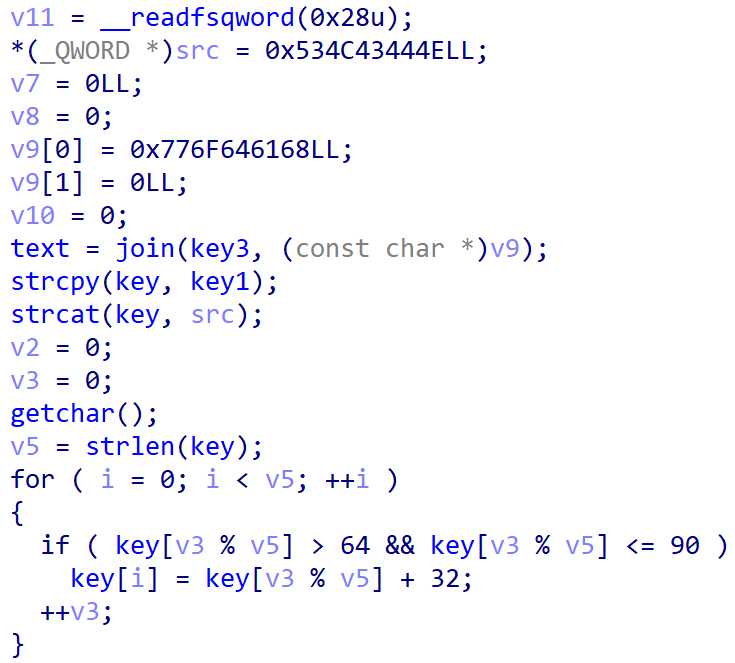 v11 = __readfsqword(0x28u);
*(_QWORD *)src = 0x534C43444ELL;
v7 = 0LL;
v8 = 0;
v9[0] = 0x776F646168LL;
v9[1] = 0LL;
v10 = 0;
text = join(key3, (const char *)v9);
strcpy(key, key1);
strcat(key, src);
v2 = 0;
v3 = 0;
getchar();
v5 = strlen(key);
for ( i = 0; i < v5; ++i )
{
  if ( key[v3 % v5] > 64 && key[v3 % v5] <= 90 )
    key[i] = key[v3 % v5] + 32;
  ++v3;
}